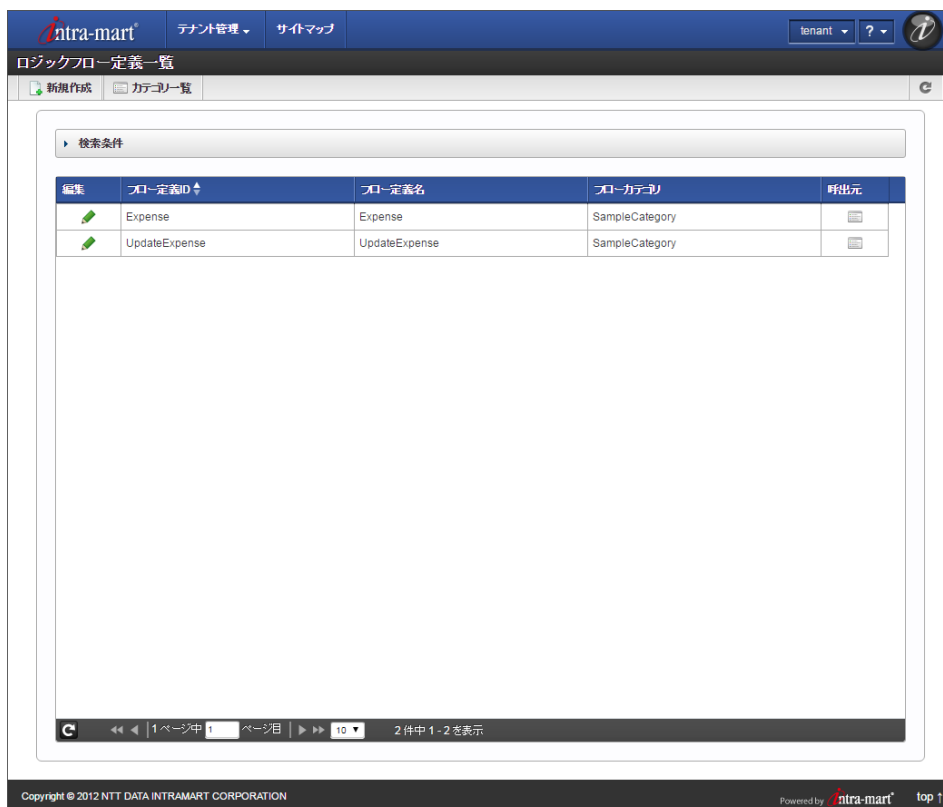 intra-mart® テナント管理 サイトマップ tenant ?
ロジックフロー定義一覧
新規作成 カテゴリ一覧
検索条件
編集 フロー定義ID フロー定義名 フローカテゴリ 呼出元
Expense Expense SampleCategory
UpdateExpense UpdateExpense SampleCategory
1 ページ中 1 ページ目 10 2 件中 1 - 2 を表示
Copyright © 2012 NTT DATA INTRAMART CORPORATION Powered by intra-mart® top ↑